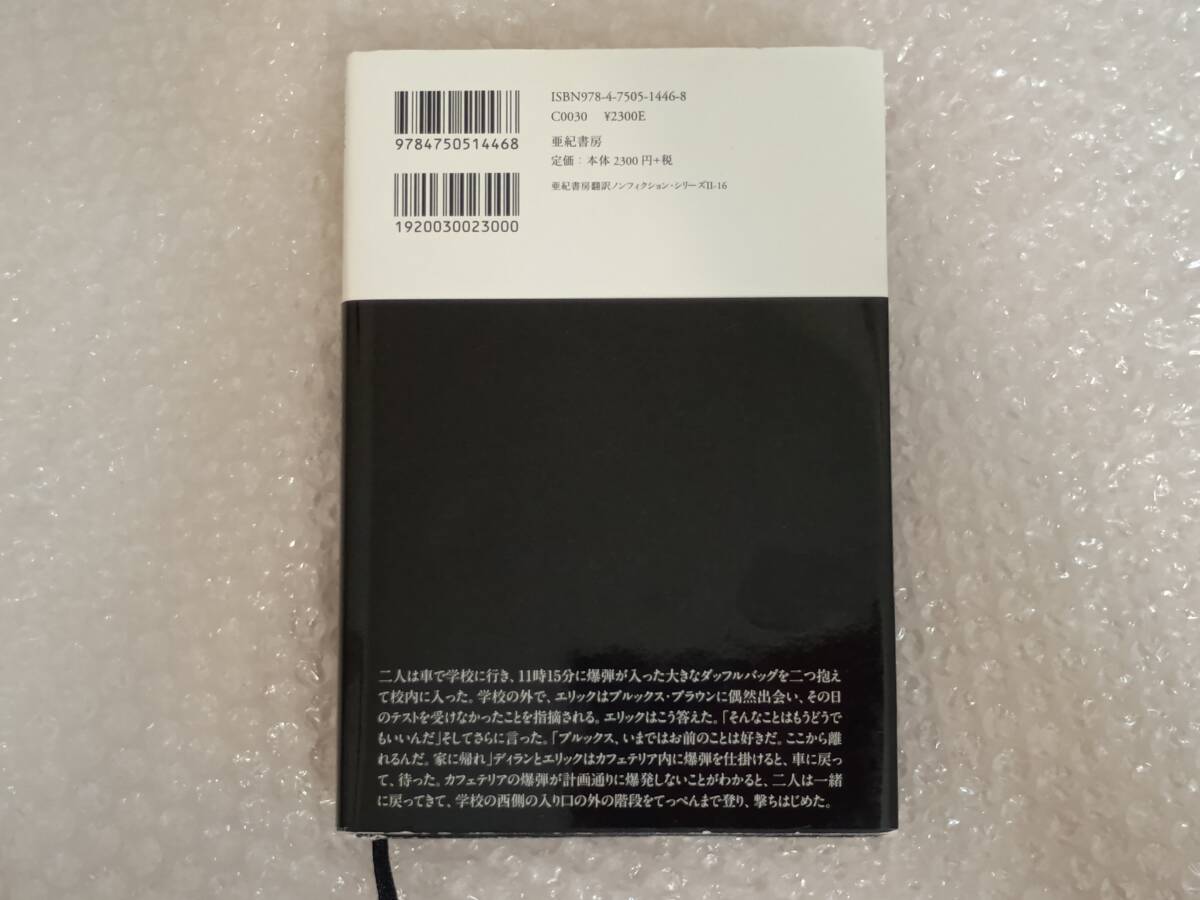 ISBN978-4-7505-1446-8
C0030 ¥2300E
9784750514468
亜紀書房
定価：本体 2300 円+税
亜紀書房翻訳ノンフィクション・シリーズII-16
1920030023000
二人は車で学校に行き、11時15分に爆弾が入った大きなダッフルバッグを二つ抱え
て校内に入った。学校の外で、エリックはブルックス・ブラウンに偶然出会い、その日
のテストを受けなかったことを指摘される。エリックはこう答えた。「そんなことはもうどうで
もいいんだ」そしてさらに言った。「ブルックス、いまではお前のことは好きだ。ここから離
れるんだ。家に帰れ」ディランとエリックはカフェテリア内に爆弾を仕掛けると、車に戻っ
て、待った。カフェテリアの爆弾が計画通りに爆発しないことがわかると、二人は一緒
に戻ってきて、学校の西側の入り口の外の階段をてっぺんまで登り、撃ちはじめた。